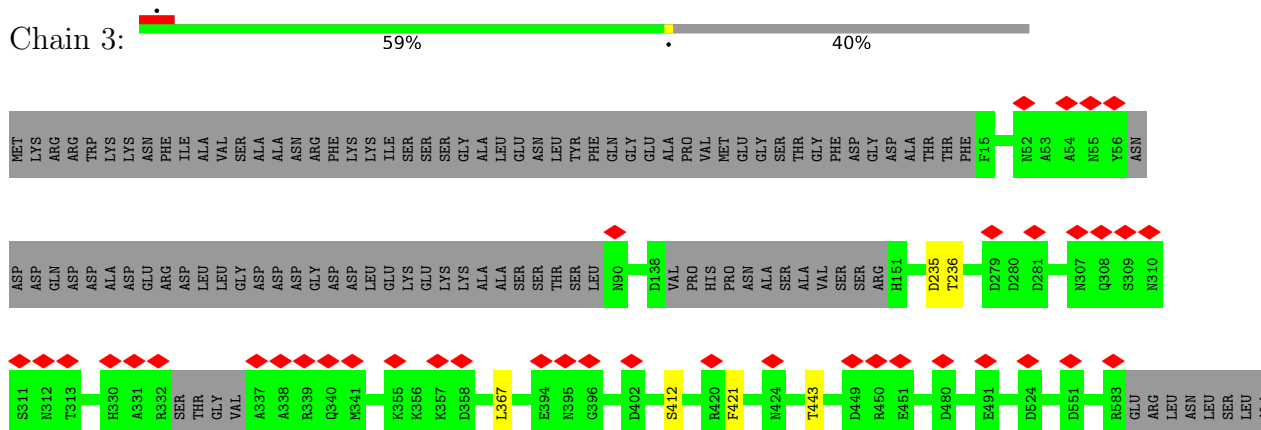 Chain 3:
59%
40%
MET LYS ARG ARG TRP LYS LYS ASN PHE ILE ALA VAL SER ALA ALA ASN ARG PHE LYS LYS ILE SER SER SER GLY ALA LEU GLU ASN LEU TYR PHE GLN GLY GLU ALA PRO VAL MET GLU GLY SER THR GLY PHE ASP GLY ASP ALA THR THR PHE F15 N52 A53 A54 N55 Y56 ASN
ASP ASP GLN ASP ASP ALA ASP GLU ARG ASP LEU LEU GLY ASP ASP ASP GLY ASP ASP LEU GLU LYS GLU LYS LYS ALA ALA SER SER THR SER LEU N90 D138 VAL PRO HIS PRO ASN ALA SER ALA VAL SER SER ARG H151 D235 T236 D279 D280 D281 N307 Q308 S309 N310
S311 N312 T313 H330 A331 R332 SER THR GLY VAL A337 A338 R339 Q340 M341 K355 K356 K357 D358 L367 E394 N395 G396 D402 S412 R420 F421 N424 T443 D449 R450 E451 D480 E491 D524 D551 R583 GLU ARG LEU ASN LEU SER LEU